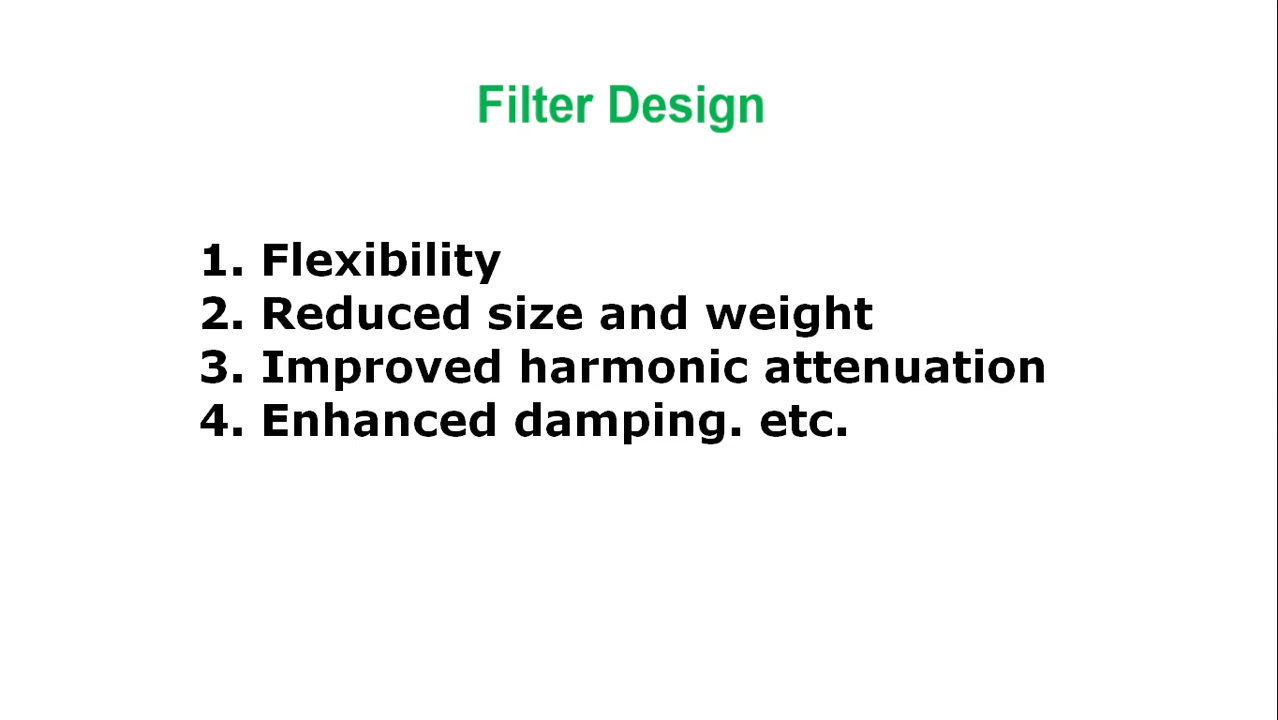 Filter Design
1. Flexibility
2. Reduced size and weight
3. Improved harmonic attenuation
4. Enhanced damping. etc.